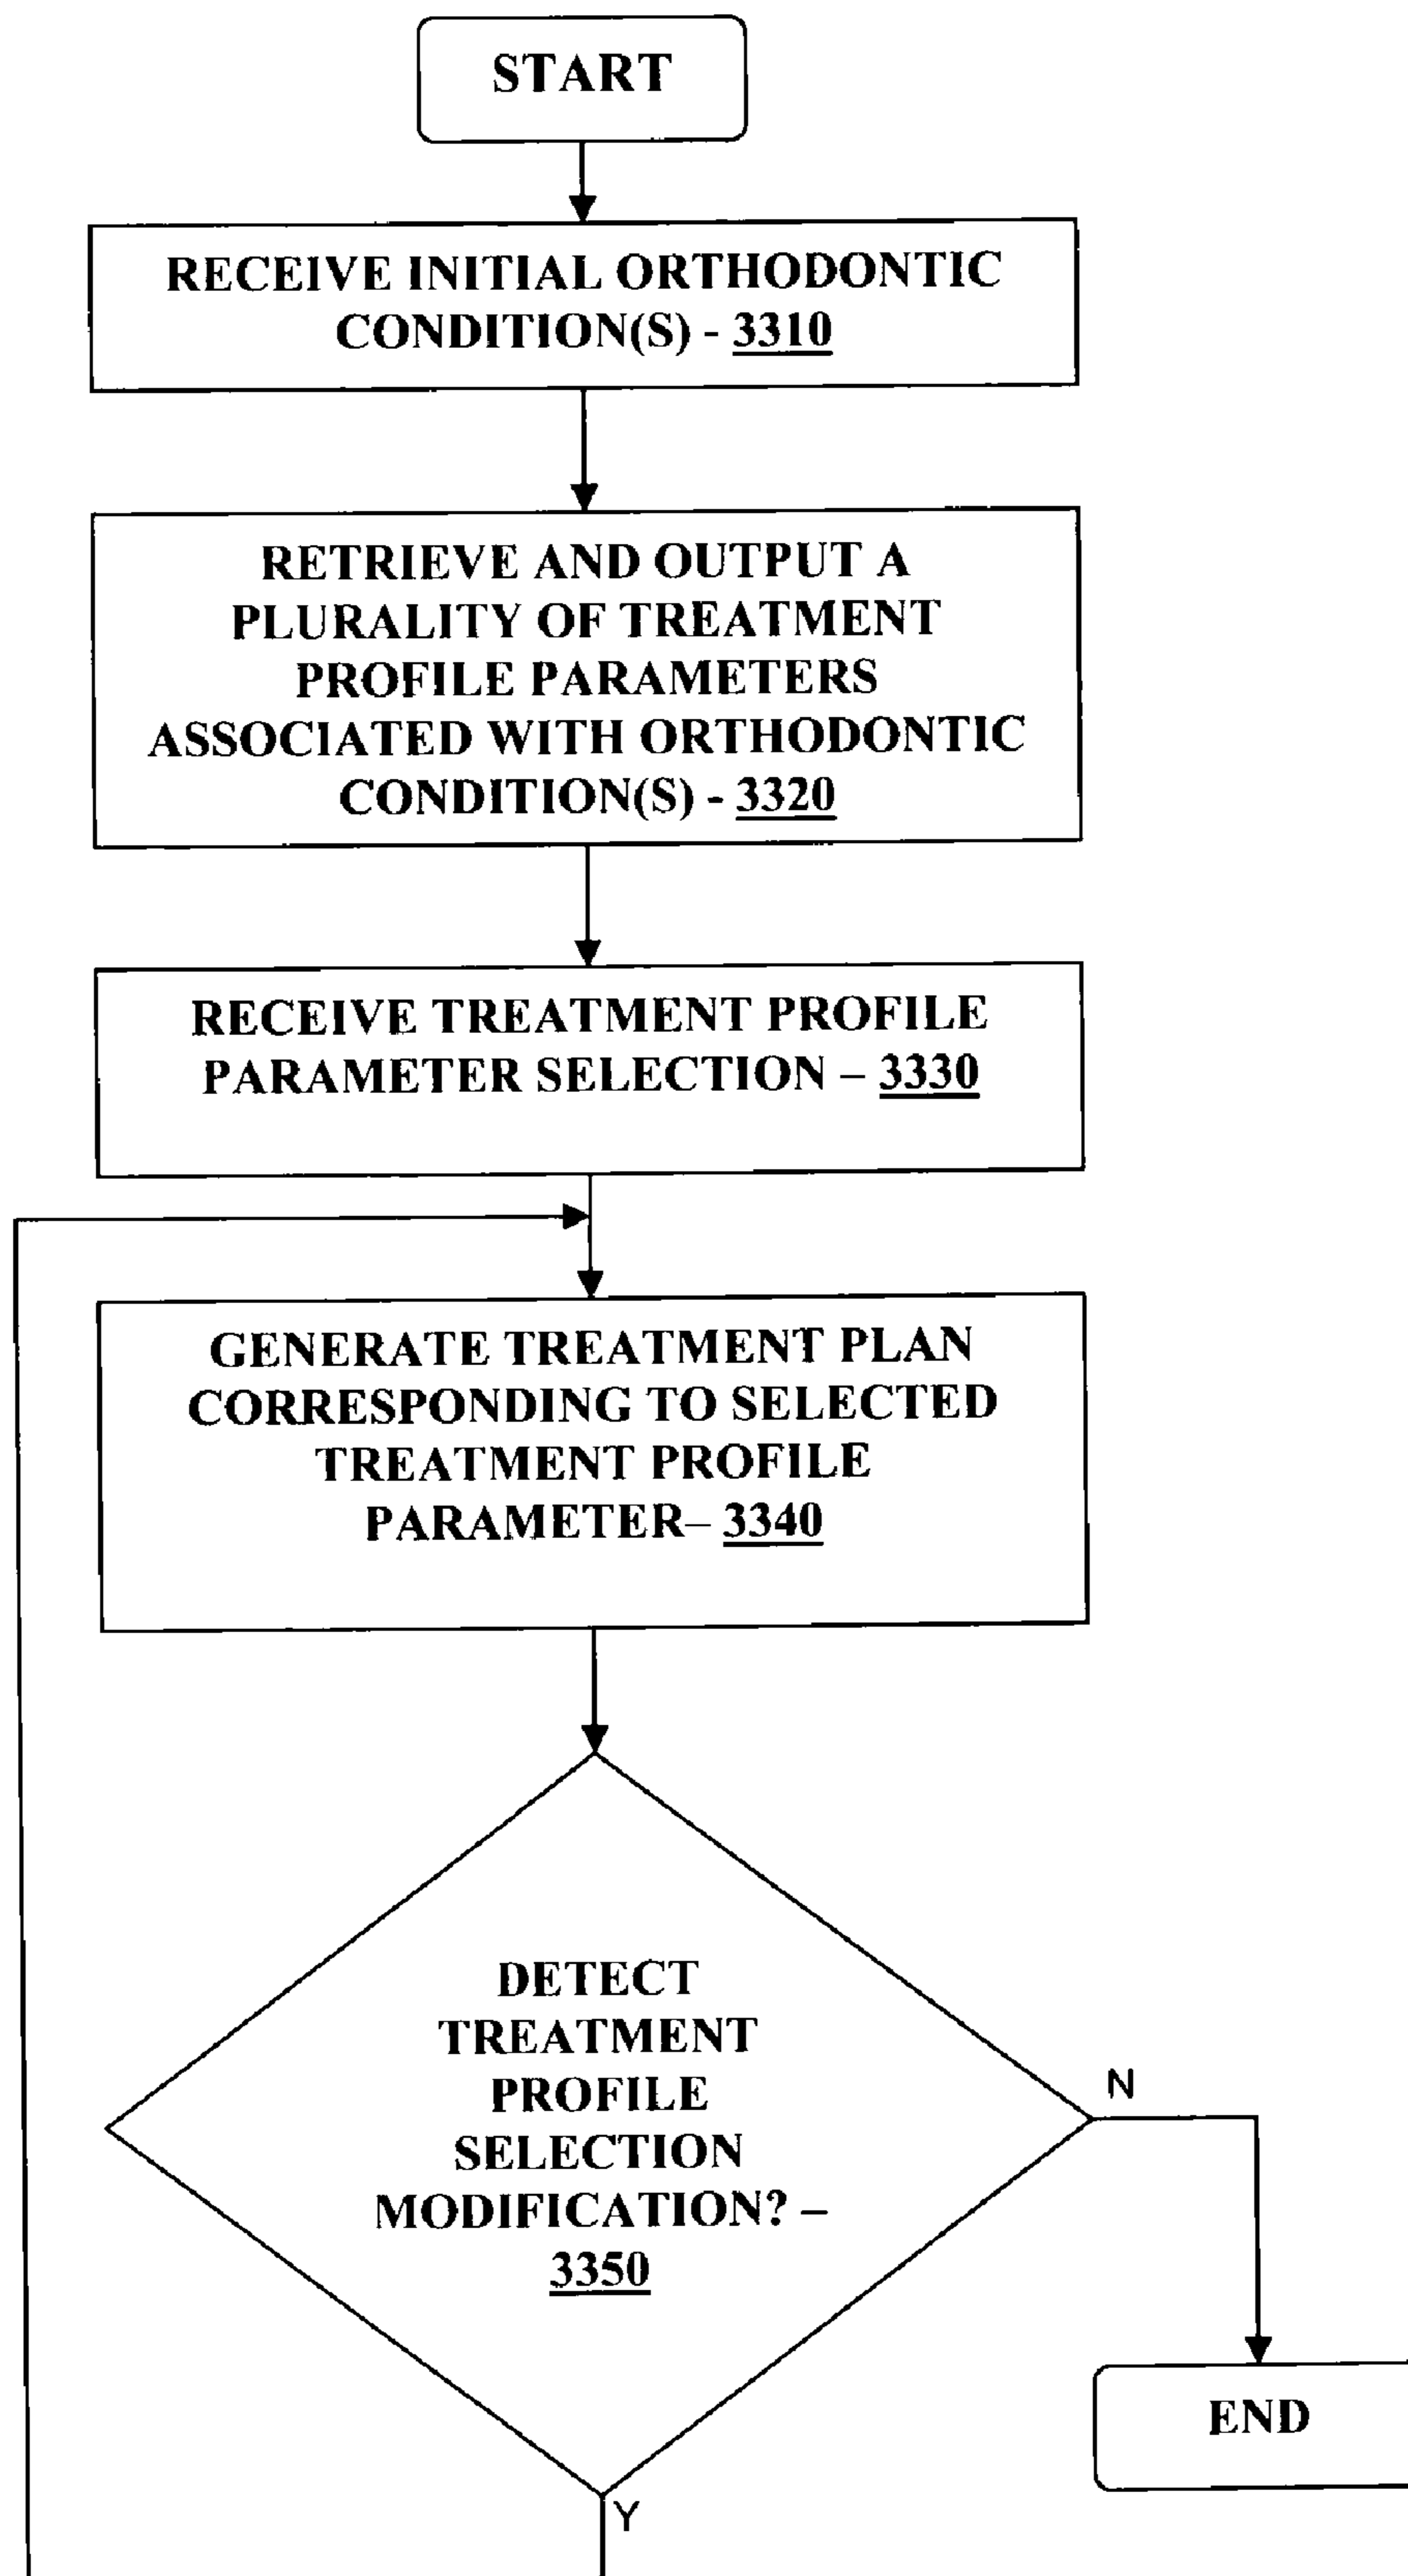 START
RECEIVE INITIAL ORTHODONTIC
CONDITION(S) - 3310
RETRIEVE AND OUTPUT A
PLURALITY OF TREATMENT
PROFILE PARAMETERS
ASSOCIATED WITH ORTHODONTIC
CONDITION(S) - 3320
RECEIVE TREATMENT PROFILE
PARAMETER SELECTION – 3330
GENERATE TREATMENT PLAN
CORRESPONDING TO SELECTED
TREATMENT PROFILE
PARAMETER– 3340
DETECT
TREATMENT
PROFILE
SELECTION
MODIFICATION? –
3350
N
END
Y